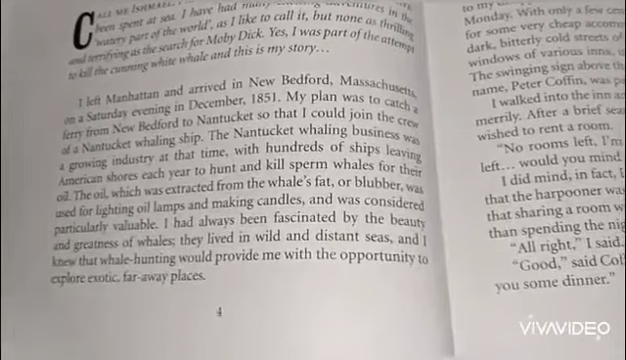 CALL ME ISHMAEL.
been spent at sea. I have had many
adventures in the
'watery part of the world', as I like to call it, but none as thrilling
and terrifying as the search for Moby Dick. Yes, I was part of the attempt
to kill the cunning white whale and this is my story…
I left Manhattan and arrived in New Bedford, Massachusetts,
on a Saturday evening in December, 1851. My plan was to catch a
ferry from New Bedford to Nantucket so that I could join the crew
of a Nantucket whaling ship. The Nantucket whaling business was
a growing industry at that time, with hundreds of ships leaving
American shores each year to hunt and kill sperm whales for their
oil. The oil, which was extracted from the whale's fat, or blubber, was
used for lighting oil lamps and making candles, and was considered
particularly valuable. I had always been fascinated by the beauty
and greatness of whales; they lived in wild and distant seas, and I
knew that whale-hunting would provide me with the opportunity to
explore exotic, far-away places.
4
to my
Monday. With only a few
for some very cheap
dark, bitterly cold streets of
windows of various inns,
The swinging sign above the
name, Peter Coffin, was
I walked into the inn
merrily. After a brief
wished to rent a room.
"No rooms left, I'm
left… would you mind
I did mind, in fact,
that the harpooner
that sharing a room
than spending the
"All right," I said.
"Good," said
you some dinner."
VIVAVIDEO